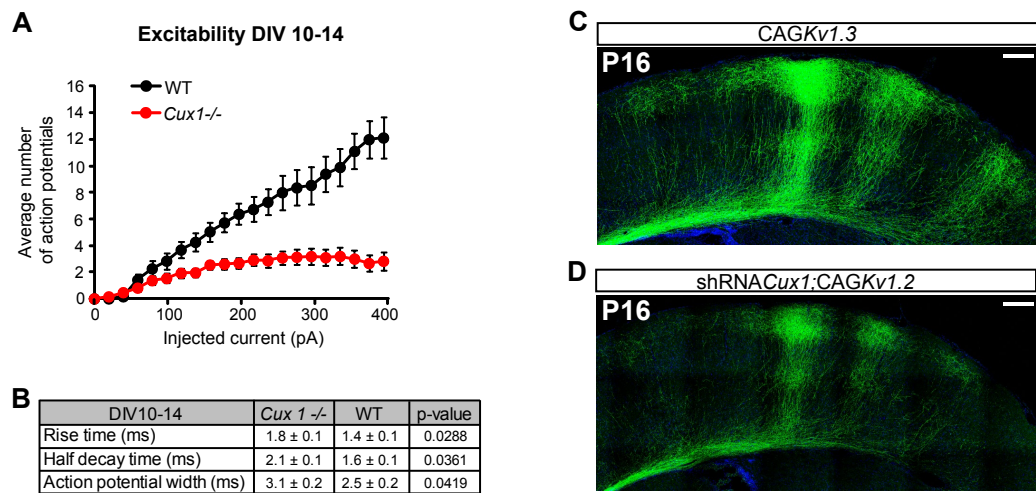 A
Excitability DIV 10-14
WT
Cux1-/-
Average number
of action potentials
16
14
12
10
8
6
4
2
0
0 100 200 300 400
Injected current (pA)
B
DIV10-14 Cux 1 -/- WT p-value
Rise time (ms) 1.8 ± 0.1 1.4 ± 0.1 0.0288
Half decay time (ms) 2.1 ± 0.1 1.6 ± 0.1 0.0361
Action potential width (ms) 3.1 ± 0.2 2.5 ± 0.2 0.0419
C
CAGKv1.3
P16
D
shRNACux1;CAGKv1.2
P16